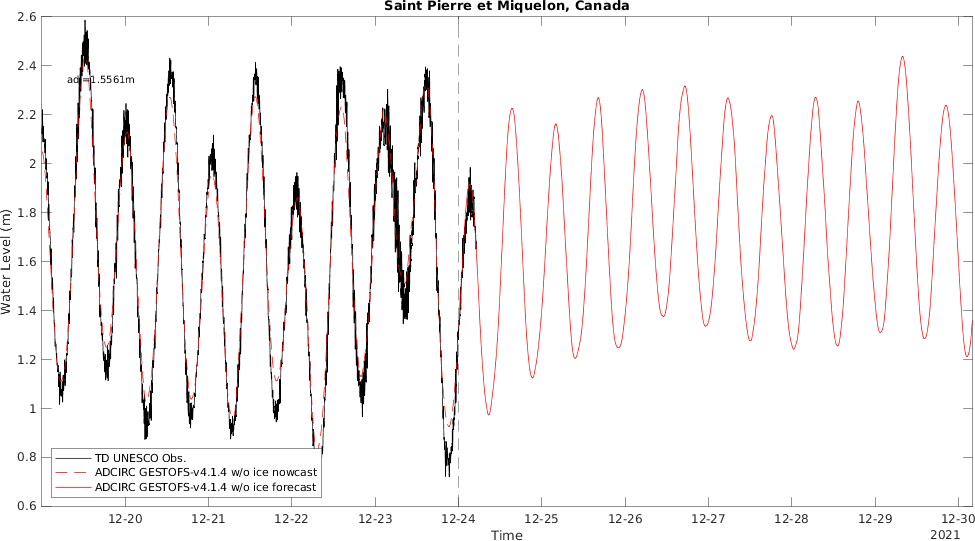 Saint Pierre et Miquelon, Canada
2.6
2.4
2.2
2
1.8
1.6
1.4
1.2
1
0.8
0.6
Water Level (m)
ad =1.5561m
TD UNESCO Obs.
ADCIRC GESTOFS-v4.1.4 w/o ice nowcast
ADCIRC GESTOFS-v4.1.4 w/o ice forecast
12-20 12-21 12-22 12-23 12-24 12-25 12-26 12-27 12-28 12-29 12-30
Time
2021